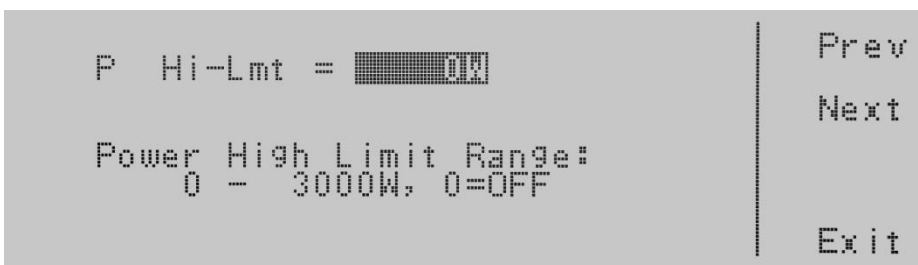 P Hi-Lmt = 0W
Power High Limit Range:
0 - 3000W, 0=OFF
Prev
Next
Exit